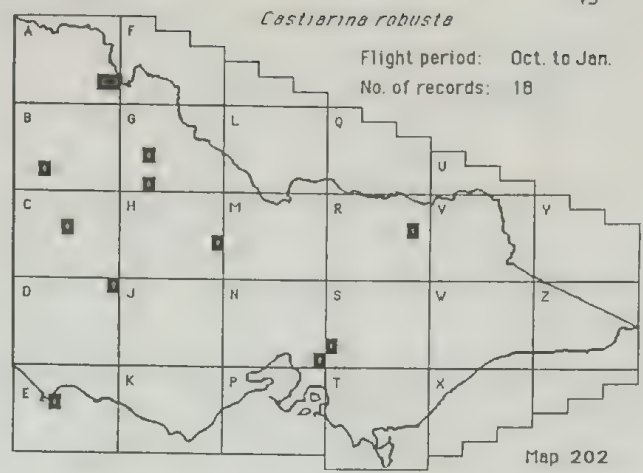 Castiarina robusta
Flight period: Oct. to Jan.
No. of records: 18
A F
B G L Q
U
C H M R V Y
D J N S W Z
E K P T X
Map 202